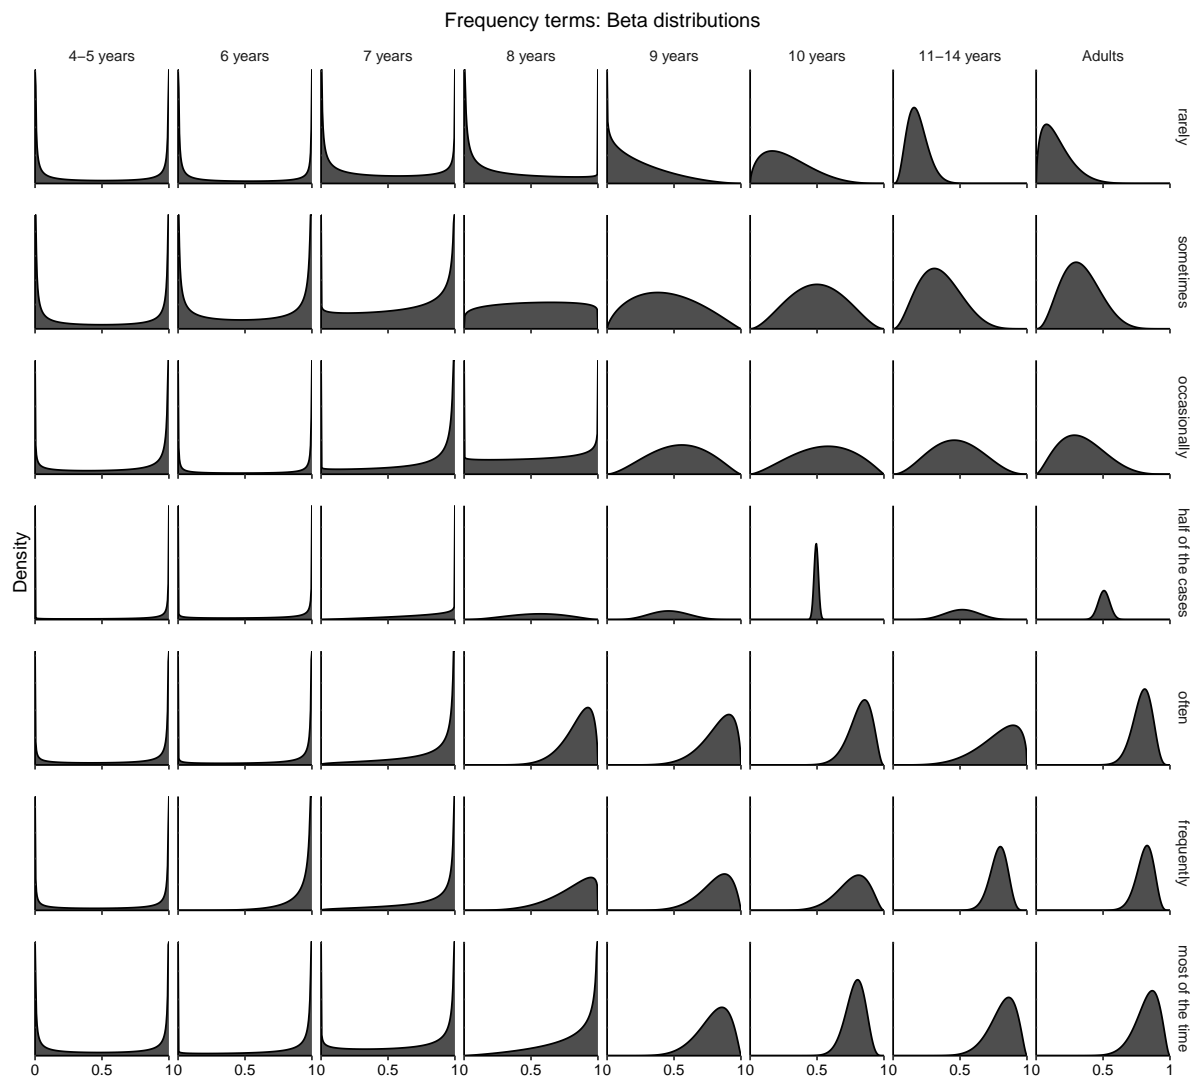 Frequency terms: Beta distributions
4−5 years 6 years 7 years 8 years 9 years 10 years 11−14 years Adults
rarely
sometimes
occasionally
half of the cases
often
frequently
most of the time
Density
0 0.5 10 0.5 10 0.5 10 0.5 10 0.5 10 0.5 10 0.5 10 0.5 1